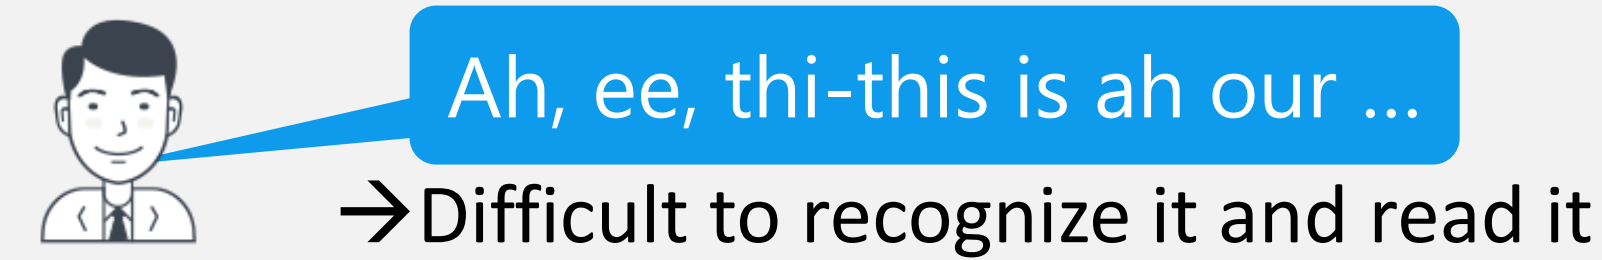 Ah, ee, thi-this is ah our ...
→Difficult to recognize it and read it